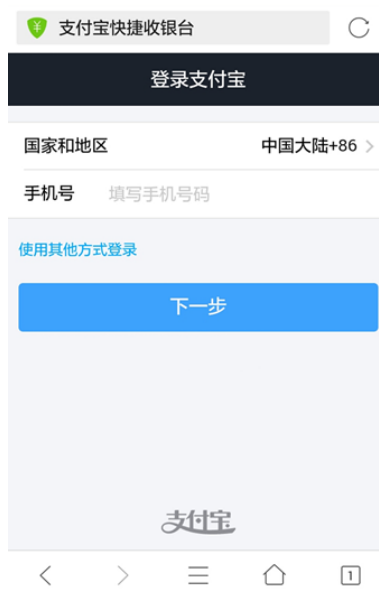 ¥ 支付宝快捷收银台
登录支付宝
国家和地区 中国大陆+86
手机号 填写手机号码
使用其他方式登录
下一步
支付宝
1